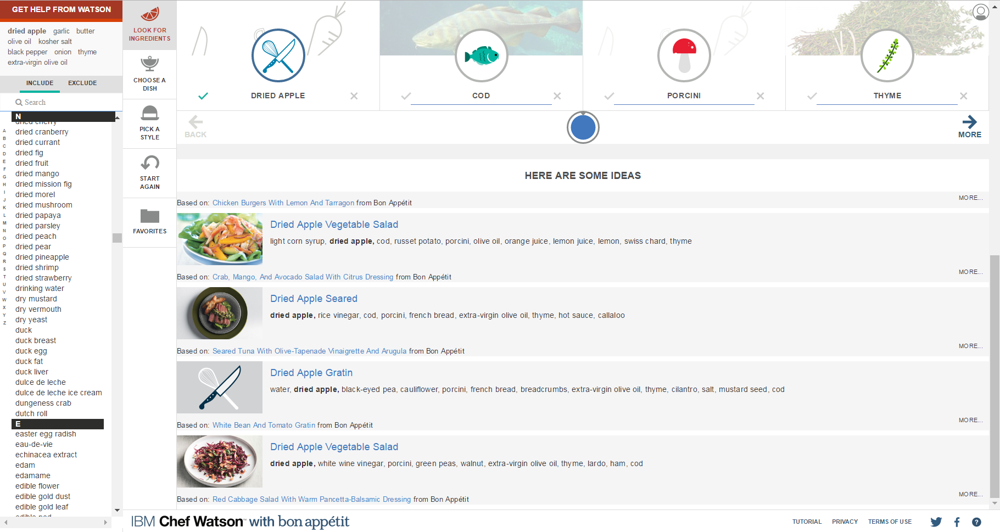 GET HELP FROM WATSON
dried apple garlic butter
olive oil kosher salt
black pepper onion thyme
extra-virgin olive oil
INCLUDE EXCLUDE
Search
N
dried cherry
dried cranberry
dried currant
dried fig
dried fruit
dried mango
dried mission fig
dried morel
dried mushroom
dried papaya
dried parsley
dried peach
dried pear
dried pineapple
dried shrimp
dried strawberry
drinking water
dry mustard
dry vermouth
dry yeast
duck
duck breast
duck egg
duck fat
duck liver
dulce de leche
dulce de leche ice cream
dungeness crab
dutch roll
E
easter egg radish
eau-de-vie
echinacea extract
edam
edamame
edible flower
edible gold dust
edible gold leaf
A
B
C
D
E
F
G
H
I
J
K
L
M
N
O
P
Q
R
S
T
U
V
W
X
Y
Z
LOOK FOR
INGREDIENTS
CHOOSE A
DISH
PICK A
STYLE
START
AGAIN
FAVORITES
DRIED APPLE
COD
PORCINI
THYME
BACK
MORE
HERE ARE SOME IDEAS
MORE...
Based on: Chicken Burgers With Lemon And Tarragon from Bon Appétit
Dried Apple Vegetable Salad
light corn syrup, dried apple, cod, russet potato, porcini, olive oil, orange juice, lemon juice, lemon, swiss chard, thyme
MORE...
Based on: Crab, Mango, And Avocado Salad With Citrus Dressing from Bon Appétit
Dried Apple Seared
dried apple, rice vinegar, cod, porcini, french bread, extra-virgin olive oil, thyme, hot sauce, callaloo
MORE...
Based on: Seared Tuna With Olive-Tapenade Vinaigrette And Arugula from Bon Appétit
Dried Apple Gratin
water, dried apple, black-eyed pea, cauliflower, porcini, french bread, breadcrumbs, extra-virgin olive oil, thyme, cilantro, salt, mustard seed, cod
MORE...
Based on: White Bean And Tomato Gratin from Bon Appétit
Dried Apple Vegetable Salad
dried apple, white wine vinegar, porcini, green peas, walnut, extra-virgin olive oil, thyme, lardo, ham, cod
MORE...
Based on: Red Cabbage Salad With Warm Pancetta-Balsamic Dressing from Bon Appétit
IBM Chef Watson™ with bon appétit
TUTORIAL PRIVACY TERMS OF USE